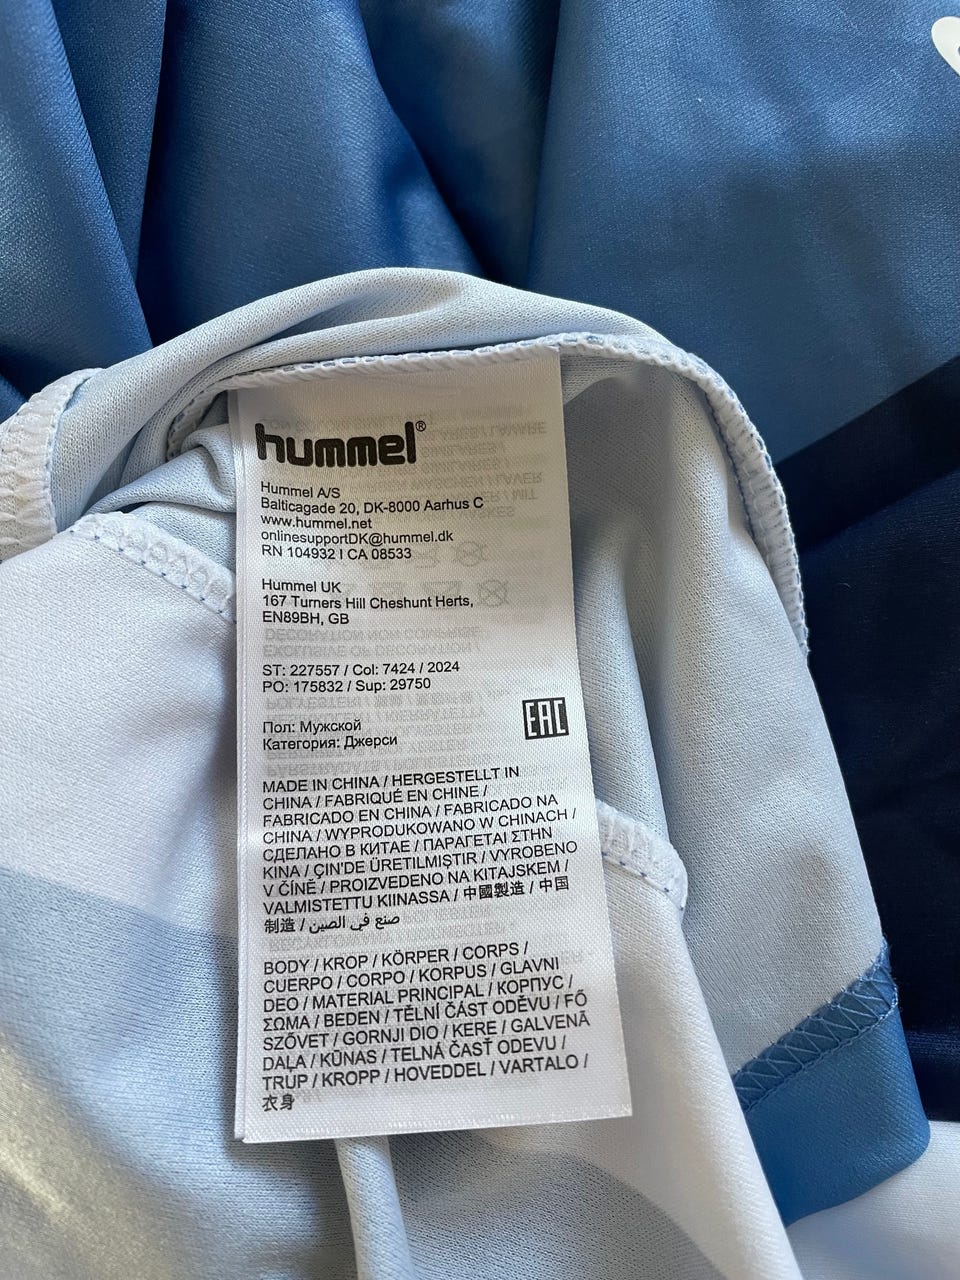 hummel®
Hummel A/S
Balticagade 20, DK-8000 Aarhus C
www.hummel.net
onlinesupportDK@hummel.dk
RN 104932 I CA 08533
Hummel UK
167 Turners Hill Cheshunt Herts,
EN89BH, GB
ST: 227557 / Col: 7424 / 2024
PO: 175832 / Sup: 29750
EAC
Пол: Мужской
Категория: Джерси
MADE IN CHINA / HERGESTELLT IN
CHINA / FABRIQUÉ EN CHINE /
FABRICADO EN CHINA / FABRICADO NA
CHINA / WYPRODUKOWANO W CHINACH /
СДЕЛАНО В КИТАЕ / ΠΑΡΑΓΕΤΑΙ ΣΤΗΝ
ΚΙΝΑ / ÇIN'DE ÜRETILMIŞTIR / VYROBENO
V ČÍNĚ / PROIZVEDENO NA KITAJSKEM /
VALMISTETTU KIINASSA / 中國製造 / 中国
制造 / صنع في الصين
BODY / KROP / KÖRPER / CORPS /
CUERPO / CORPO / KORPUS / GLAVNI
DEO / MATERIAL PRINCIPAL / КОРПУС /
ΣΩΜΑ / BEDEN / TĚLNÍ ČÁST ODĚVU / FŐ
SZÖVET / GORNJI DIO / KERE / GALVENĀ
DAĻA / KŪNAS / TELNÁ ČASŤ ODEVU /
TRUP / KROPP / HOVEDDEL / VARTALO /
衣身